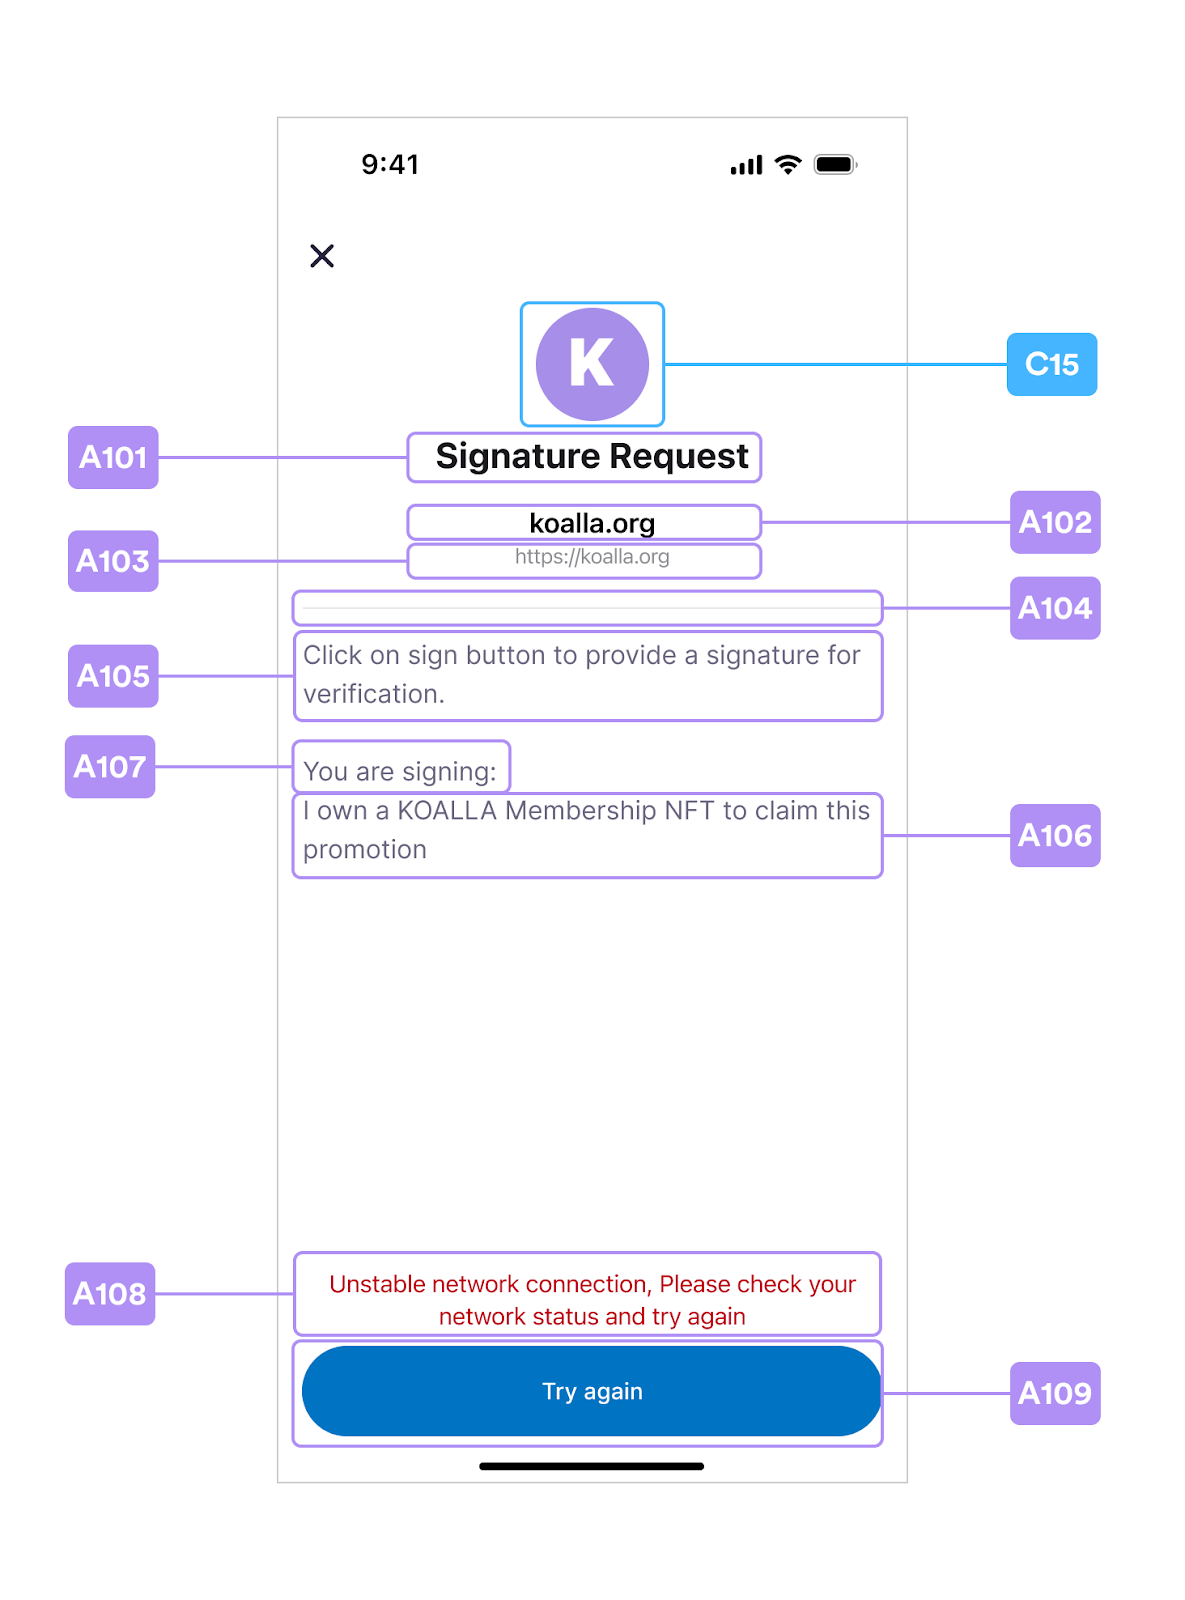 9:41
K
C15
A101
Signature Request
koalla.org
A102
A103
https://koalla.org
A104
Click on sign button to provide a signature for
verification.
A105
A107
You are signing:
I own a KOALLA Membership NFT to claim this
promotion
A106
A108
Unstable network connection, Please check your
network status and try again
Try again
A109